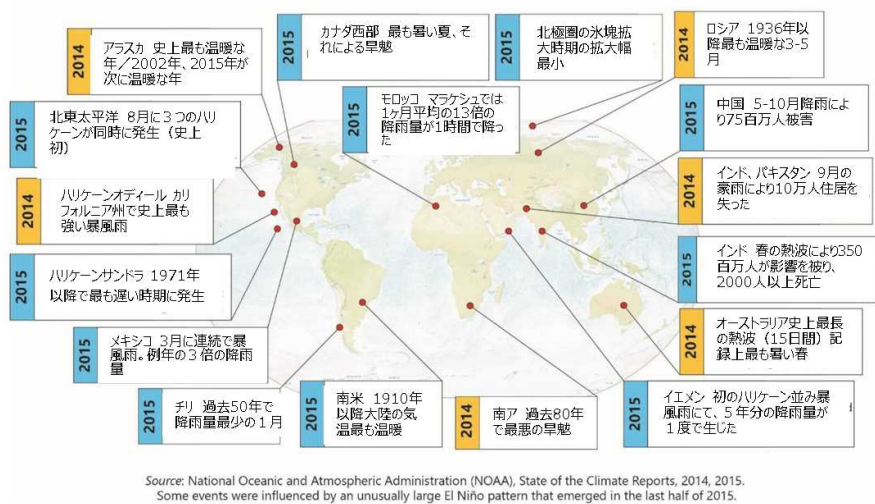 2014
アラスカ 史上最も温暖な
年／2002年、2015年が
次に温暖な年
2015
カナダ西部 最も暑い夏、そ
れによる旱魃
2015
北極圏の氷塊拡
大時期の拡大幅
最小
2014
ロシア 1936年以
降最も温暖な3-5
月
2015
北東太平洋 8月に３つのハリ
ケーンが同時に発生（史上
初）
2015
モロッコ マラケシュでは
１ヶ月平均の13倍の
降雨量が1時間で降っ
た
2015
中国 5-10月降雨によ
り75百万人被害
2014
ハリケーンオディール カリ
フォルニア州で史上最も
強い暴風雨
2014
インド、パキスタン 9月の
豪雨により10万人住居を
失った
2015
ハリケーンサンドラ 1971年
以降で最も遅い時期に発生
2015
インド 春の熱波により350
百万人が影響を被り、
2000人以上死亡
2015
メキシコ 3月に連続で暴
風雨。例年の３倍の降雨
量
2014
オーストラリア史上最長
の熱波（15日間）記
録上最も暑い春
2015
チリ 過去50年で
降雨量最少の１月
2015
南米 1910年
以降大陸の気
温最も温暖
2014
南ア 過去80年
で最悪の旱魃
2015
イエメン 初のハリケーン並み暴
風雨にて、５年分の降雨量が
１度で生じた
Source: National Oceanic and Atmospheric Administration (NOAA), State of the Climate Reports, 2014, 2015.
Some events were influenced by an unusually large El Niño pattern that emerged in the last half of 2015.